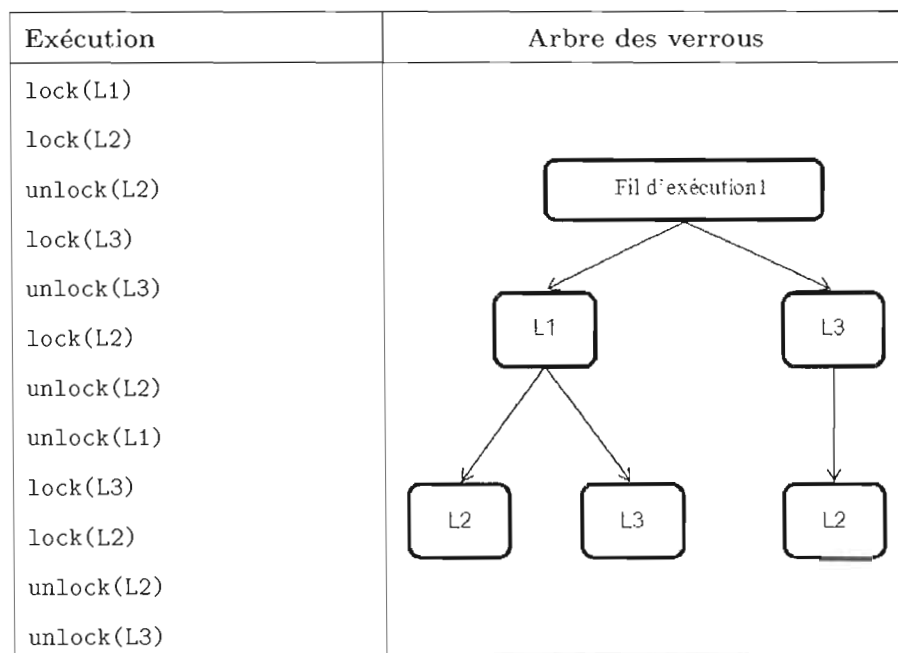 Exécution
Arbre des verrous
lock(L1)
lock(L2)
unlock(L2)
lock(L3)
unlock(L3)
lock(L2)
unlock(L2)
unlock(L1)
lock(L3)
lock(L2)
unlock(L2)
unlock(L3)
Fil d'exécution1
L1
L3
L2
L3
L2